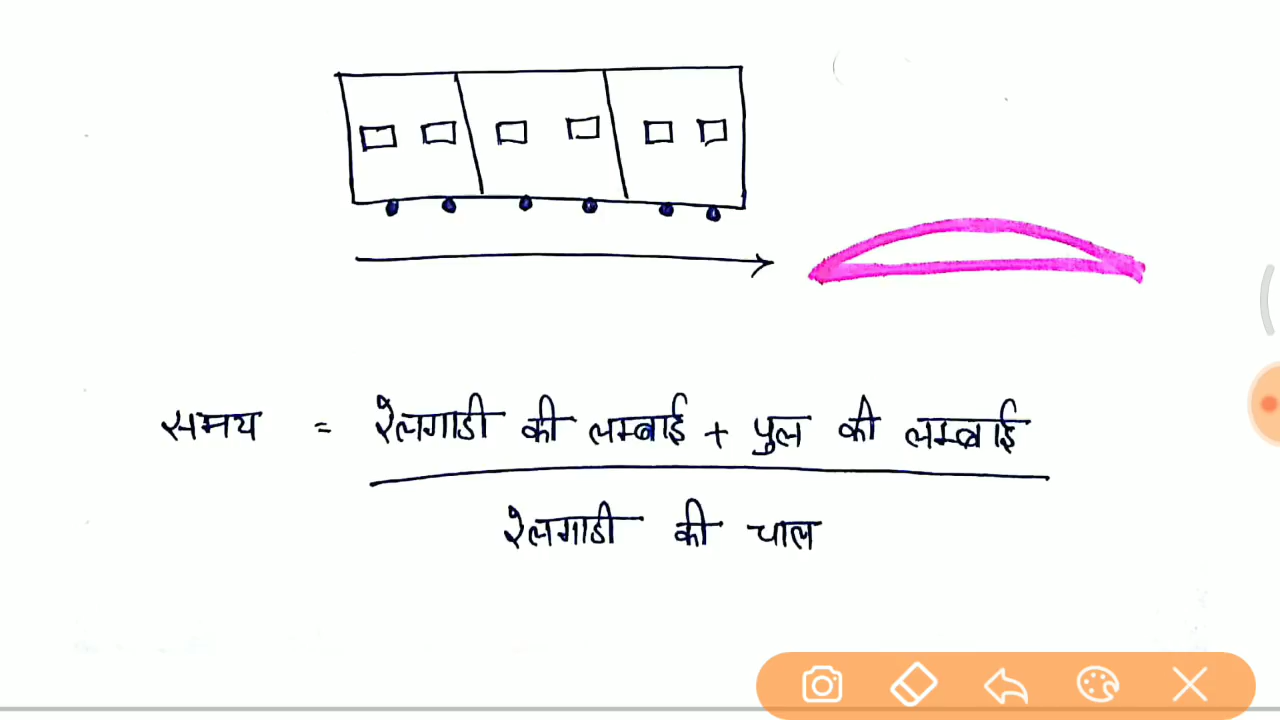 समय = रेलगाडी की लम्बाई + पुल की लम्बाई
रेलगाडी की चाल